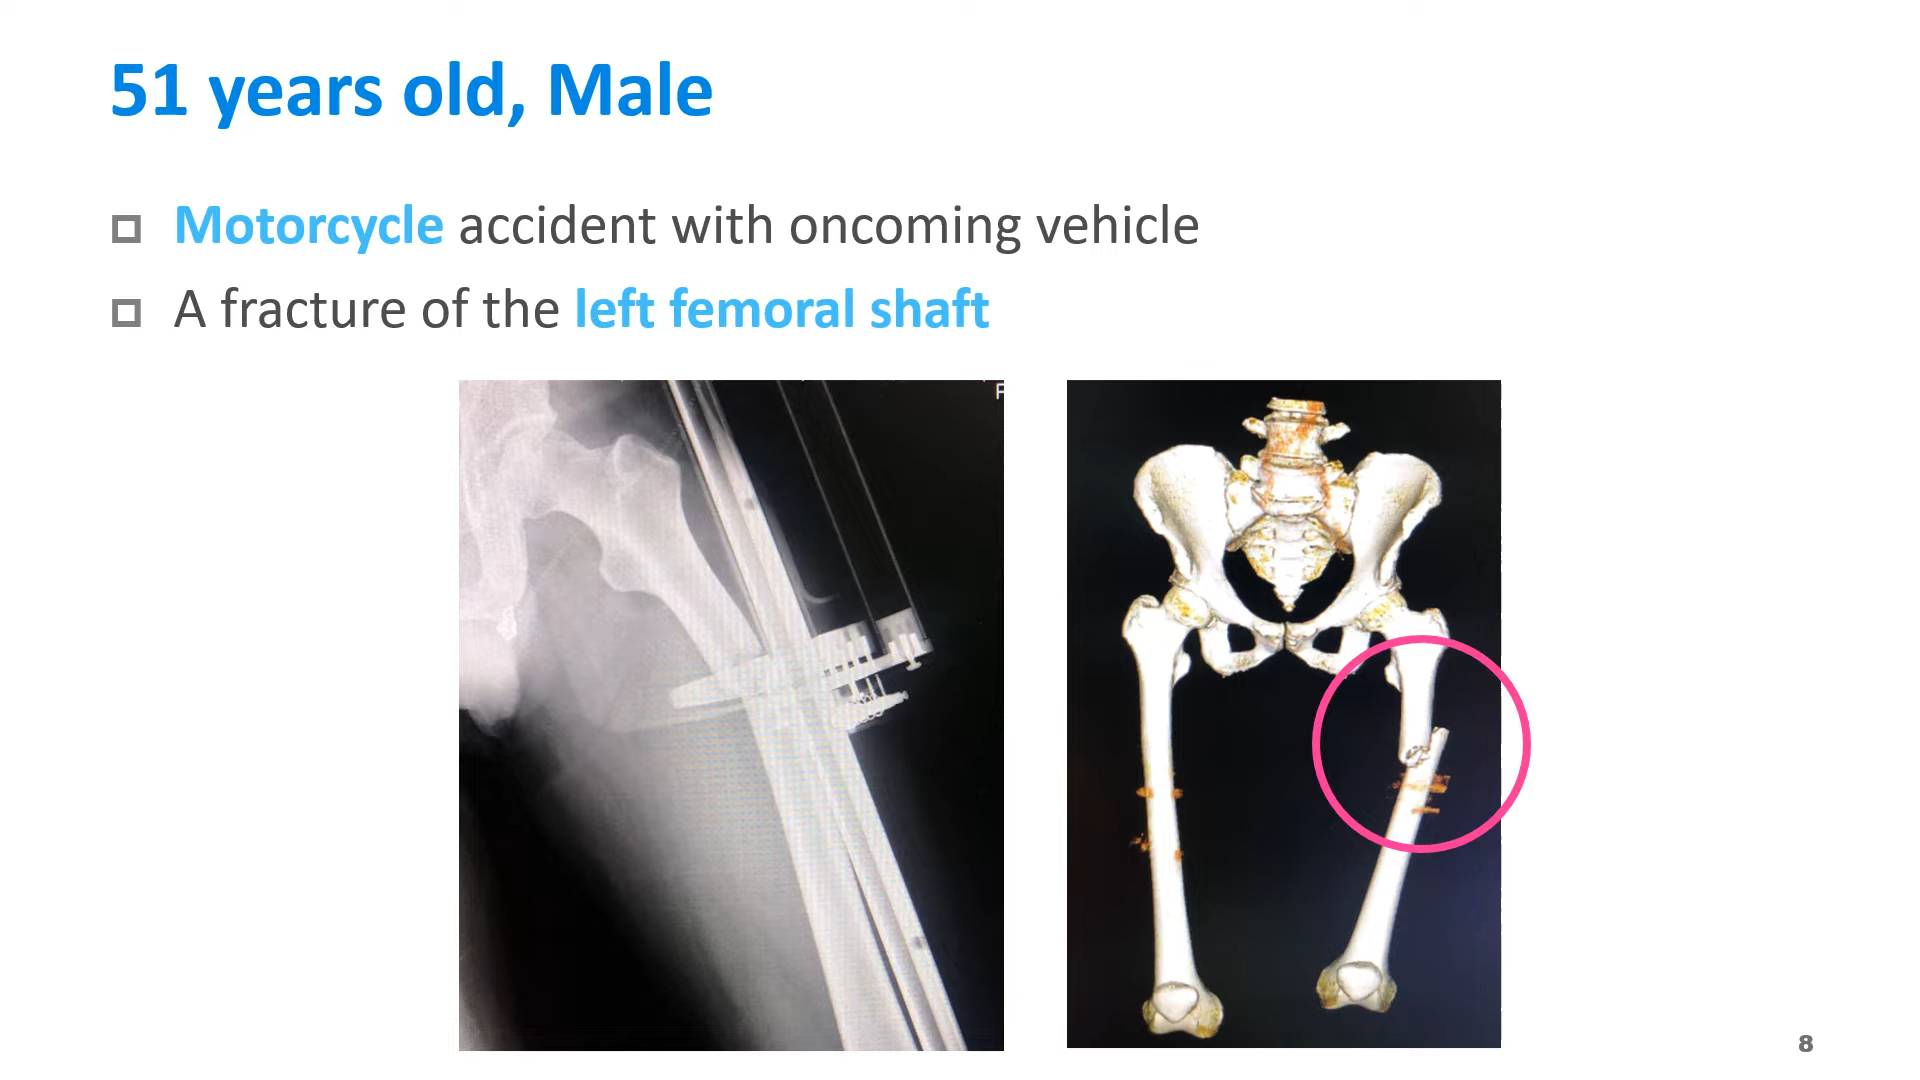 51 years old, Male
Motorcycle accident with oncoming vehicle
A fracture of the left femoral shaft
F
8